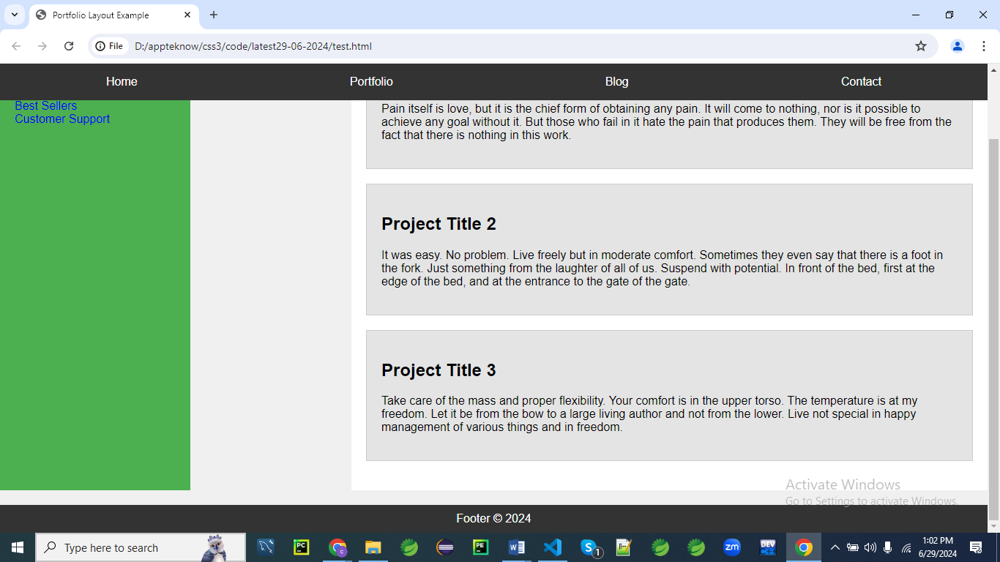 Portfolio Layout Example
File
D:/appteknow/css3/code/latest29-06-2024/test.html
Home
Portfolio
Blog
Contact
Best Sellers
Customer Support
Pain itself is love, but it is the chief form of obtaining any pain. It will come to nothing, nor is it possible to
achieve any goal without it. But those who fail in it hate the pain that produces them. They will be free from the
fact that there is nothing in this work.
Project Title 2
It was easy. No problem. Live freely but in moderate comfort. Sometimes they even say that there is a foot in
the fork. Just something from the laughter of all of us. Suspend with potential. In front of the bed, first at the
edge of the bed, and at the entrance to the gate of the gate.
Project Title 3
Take care of the mass and proper flexibility. Your comfort is in the upper torso. The temperature is at my
freedom. Let it be from the bow to a large living author and not from the lower. Live not special in happy
management of various things and in freedom.
Activate Windows
Go to Settings to activate Windows.
Footer © 2024
Type here to search
PC
C
PE
W
S
1
zm
DEV
1:02 PM
6/29/2024